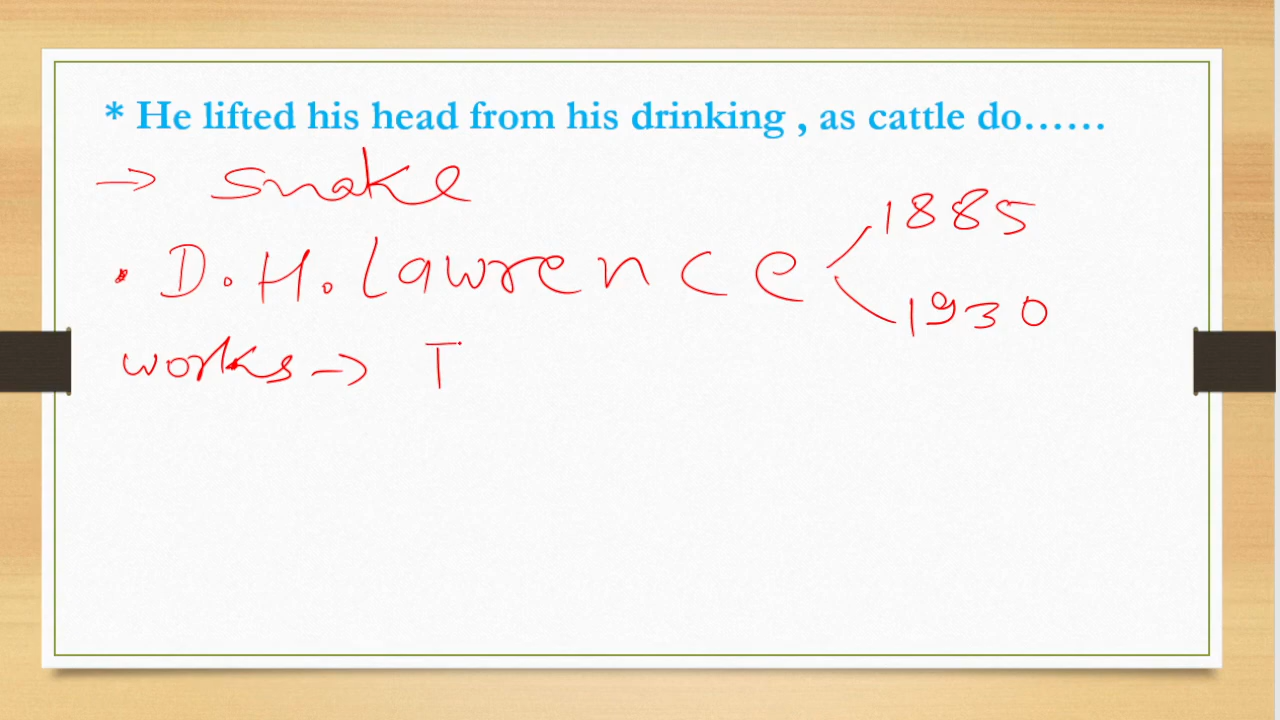 * He lifted his head from his drinking , as cattle do……
→ Snake
• D. H. Lawrence 1885
1930
works → T